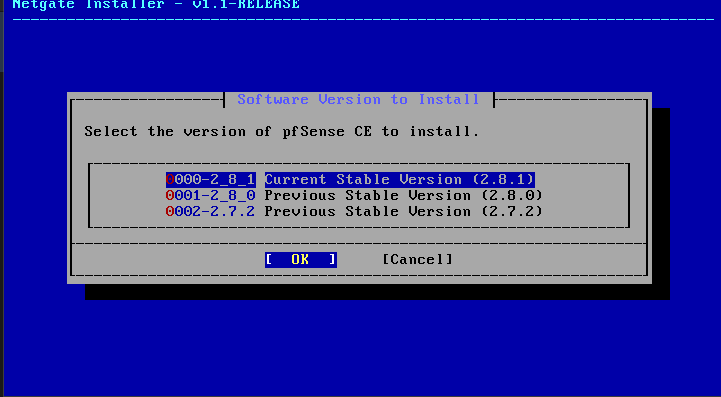 Netgate Installer - v1.1-RELEASE
Software Version to Install
Select the version of pfSense CE to install.
0000-2_8_1 Current Stable Version (2.8.1)
0001-2_8_0 Previous Stable Version (2.8.0)
0002-2.7.2 Previous Stable Version (2.7.2)
[ OK ] [Cancel]